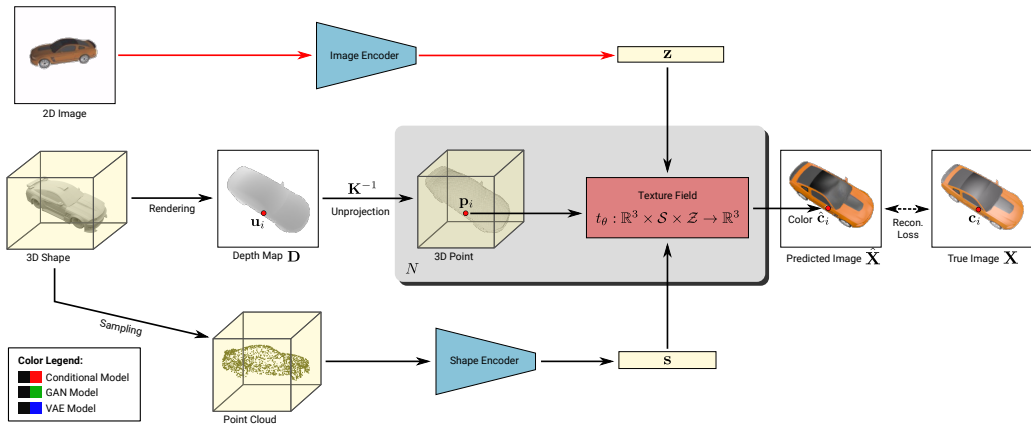 2D Image
Image Encoder
z
3D Shape
Rendering
u_i
Depth Map D
K^{-1}
Unprojection
p_i
3D Point
N
Texture Field
t_θ : ℝ^3 × 𝒮 × 𝒵 → ℝ^3
Color ĉ_i
Predicted Image X̂
Recon.
Loss
c_i
True Image X
Sampling
Point Cloud
Shape Encoder
s
Color Legend:
Conditional Model
GAN Model
VAE Model